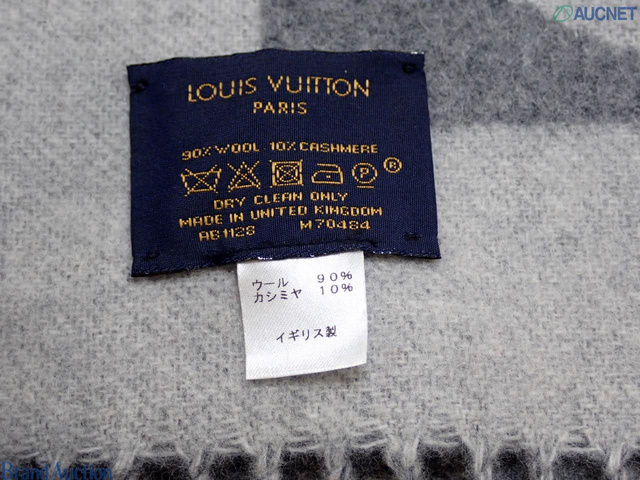 AUCNET
LOUIS VUITTON
PARIS
90% WOOL 10% CASHMERE
P ®
DRY CLEAN ONLY
MADE IN UNITED KINGDOM
AB1128 M70484
ウール 90%
カシミヤ 10%
イギリス製
Brand Auction